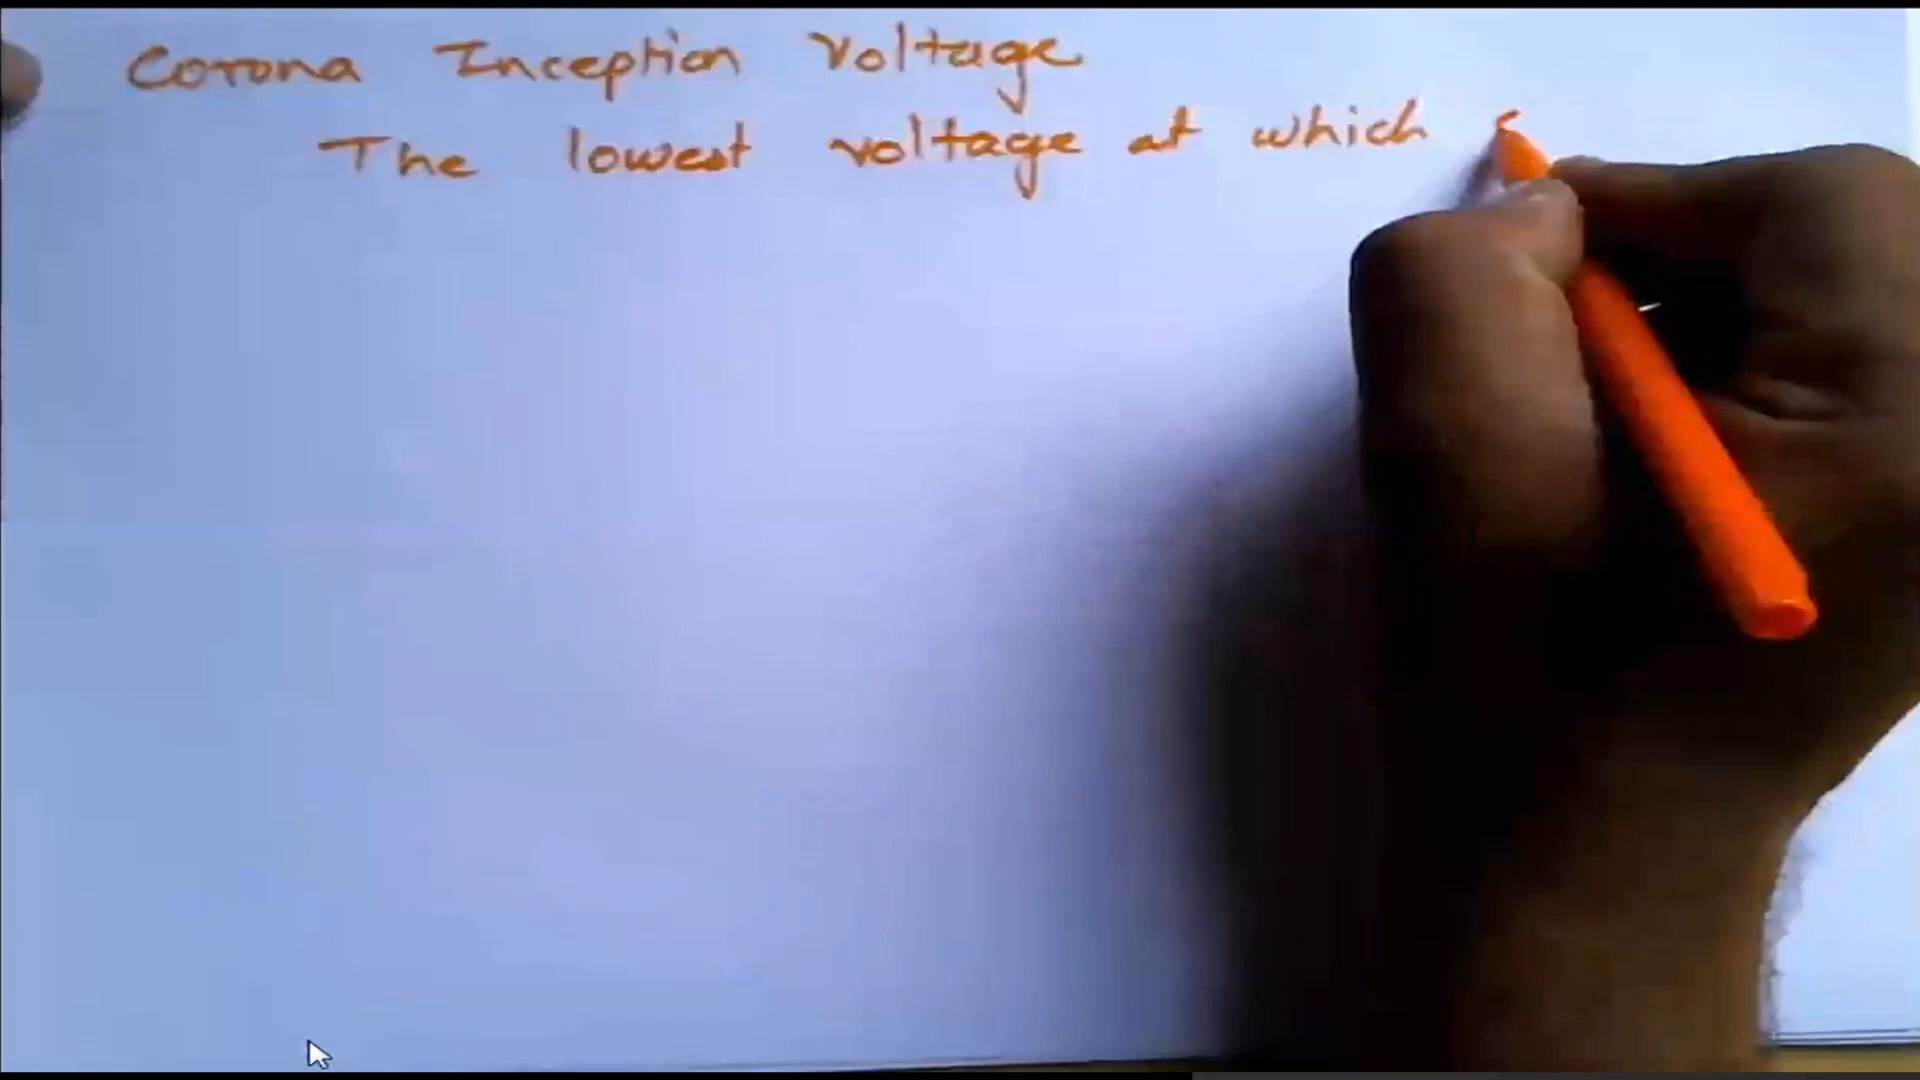 Corona Inception Voltage
The lowest voltage at which